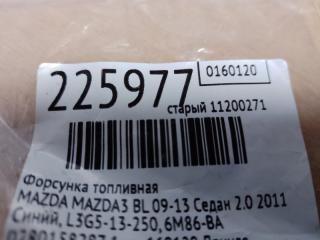 225977
0160120
старый 11200271
Форсунка топливная
MAZDA MAZDA3 BL 09-13 Седан 2.0 2011
Синий, L3G5-13-250, 6M86-BA